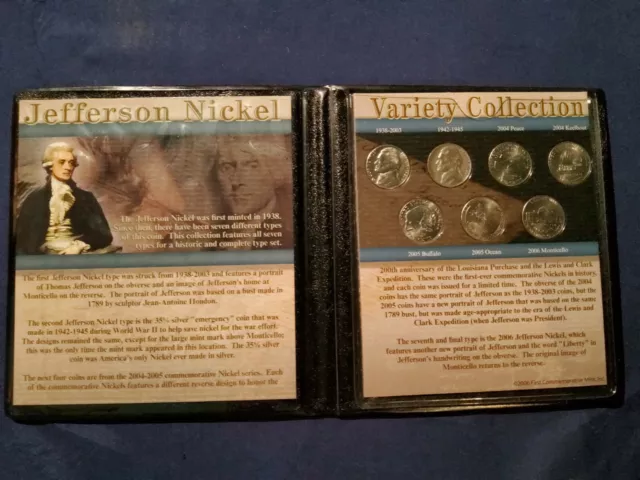 Jefferson Nickel
The Jefferson Nickel was first minted in 1938.
Since then, there have been seven different types
of this coin. This collection features all seven
types for a historic and complete type set.
The first Jefferson Nickel type was struck from 1938-2003 and features a portrait
of Thomas Jefferson on the obverse and an image of Jefferson's home at
Monticello on the reverse. The portrait of Jefferson was based on a bust made in
1789 by sculptor Jean-Antoine Houdon.
The second Jefferson Nickel type is the 35% silver "emergency" coin that was
made in 1942-1945 during World War II to help save nickel for the war effort.
The designs remained the same, except for the large mint mark above Monticello;
this was the only time the mint mark appeared in this location. The 35% silver
coin was America's only Nickel ever made in silver.
The next four coins are from the 2004-2005 commemorative Nickel series. Each
of the commemorative Nickels features a different reverse design to honor the
Variety Collection
1938-2003 1942-1945 2004 Peace 2004 Keelboat
2005 Buffalo 2005 Ocean 2006 Monticello
200th anniversary of the Louisiana Purchase and the Lewis and Clark
Expedition. These were the first-ever commemorative Nickels in history,
and each coin was issued for a limited time. The obverse of the 2004
coins has the same portrait of Jefferson as the 1938-2003 coins, but the
2005 coins have a new portrait of Jefferson that was based on the same
1789 bust, but was made age-appropriate to the era of the Lewis and
Clark Expedition (when Jefferson was President).
The seventh and final type is the 2006 Jefferson Nickel, which
features another new portrait of Jefferson and the word "Liberty" in
Jefferson's handwriting on the obverse. The original image of
Monticello returns to the reverse.
©2006 First Commemorative Mint, Inc.